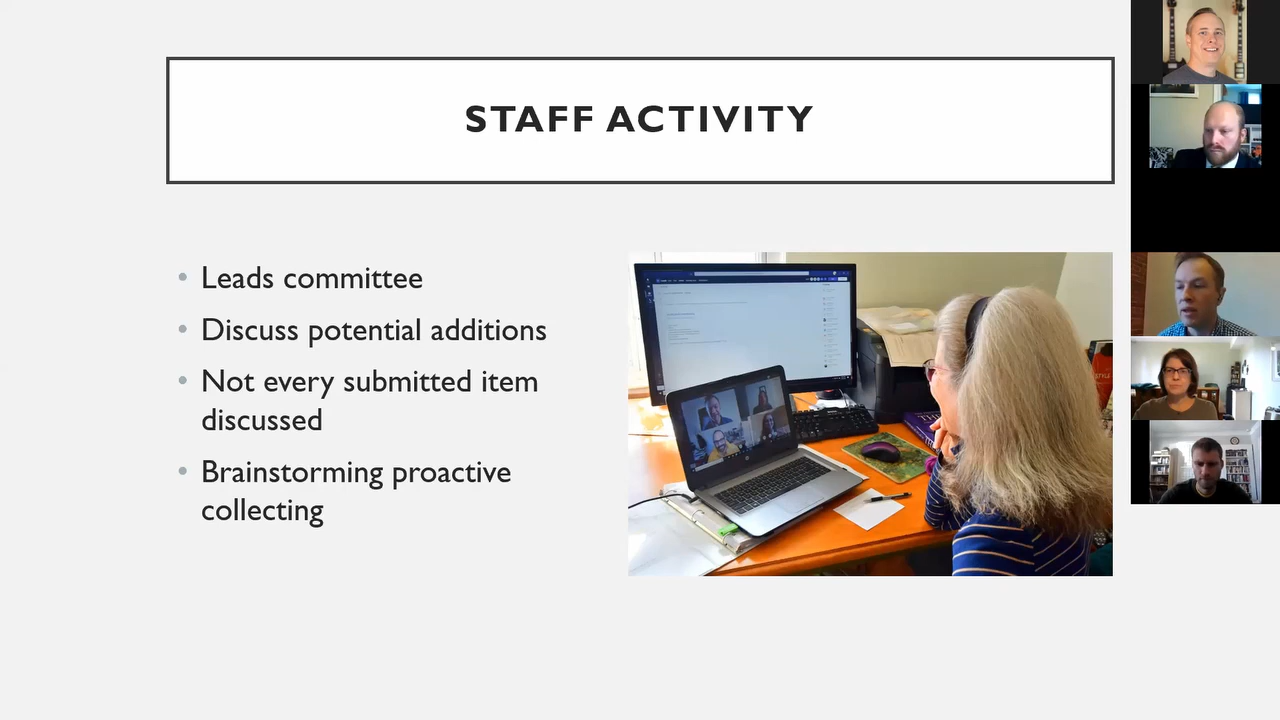 STAFF ACTIVITY
Leads committee
Discuss potential additions
Not every submitted item
discussed
Brainstorming proactive
collecting